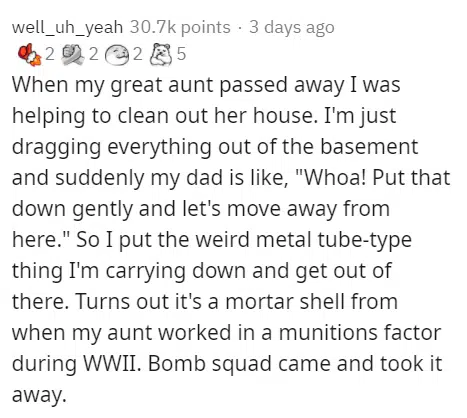 well_uh_yeah 30.7k points · 3 days ago
2 2 2 5
When my great aunt passed away I was
helping to clean out her house. I'm just
dragging everything out of the basement
and suddenly my dad is like, "Whoa! Put that
down gently and let's move away from
here." So I put the weird metal tube-type
thing I'm carrying down and get out of
there. Turns out it's a mortar shell from
when my aunt worked in a munitions factor
during WWII. Bomb squad came and took it
away.